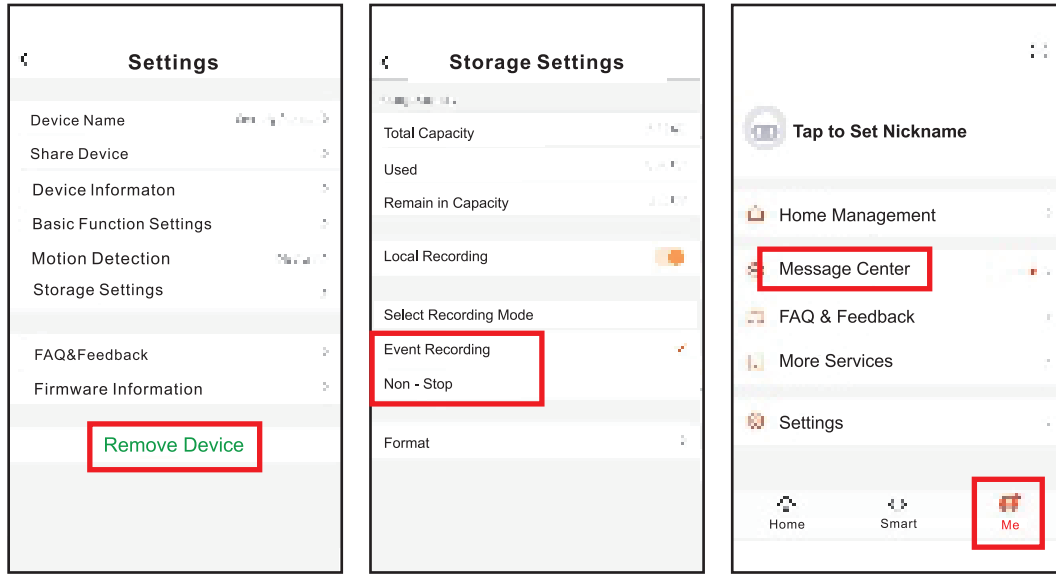 Settings
Device Name
Share Device
Device Informaton
Basic Function Settings
Motion Detection
Storage Settings
FAQ&Feedback
Firmware Information
Remove Device
Storage Settings
Total Capacity
Used
Remain in Capacity
Local Recording
Select Recording Mode
Event Recording
Non - Stop
Format
Tap to Set Nickname
Home Management
Message Center
FAQ & Feedback
More Services
Settings
Home Smart Me